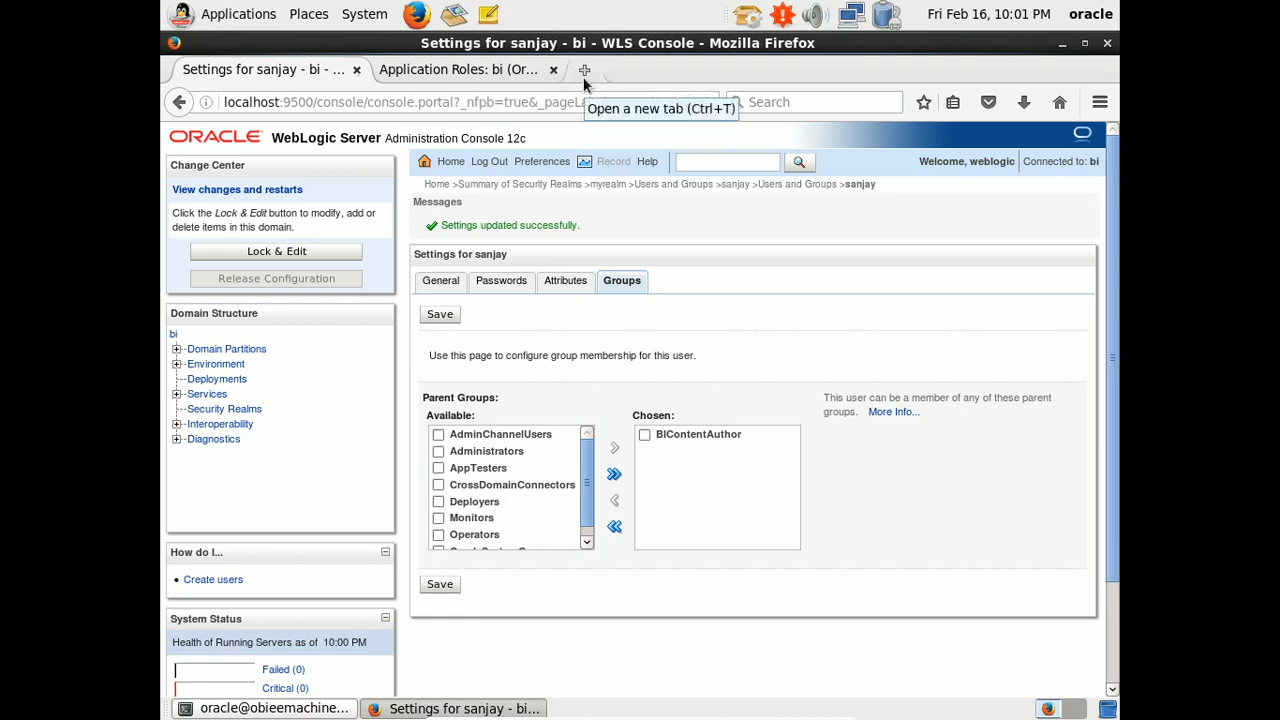 Applications Places System Fri Feb 16, 10:01 PM oracle
Settings for sanjay - bi - WLS Console - Mozilla Firefox
Settings for sanjay - bi - ... Application Roles: bi (Or...
localhost:9500/console/console.portal?_nfpb=true&_pageLa Search
Open a new tab (Ctrl+T)
ORACLE WebLogic Server Administration Console 12c
Change Center
View changes and restarts
Click the Lock & Edit button to modify, add or
delete items in this domain.
Lock & Edit
Release Configuration
Domain Structure
bi
Domain Partitions
Environment
Deployments
Services
Security Realms
Interoperability
Diagnostics
How do I...
Create users
System Status
Health of Running Servers as of 10:00 PM
Failed (0)
Critical (0)
Home Log Out Preferences Record Help Welcome, weblogic Connected to: bi
Home >Summary of Security Realms >myrealm >Users and Groups >sanjay >Users and Groups >sanjay
Messages
Settings updated successfully.
Settings for sanjay
General Passwords Attributes Groups
Save
Use this page to configure group membership for this user.
Parent Groups:
Available:
AdminChannelUsers
Administrators
AppTesters
CrossDomainConnectors
Deployers
Monitors
Operators
Chosen:
BIContentAuthor
This user can be a member of any of these parent
groups. More Info...
Save
oracle@obieemachine... Settings for sanjay - bi-...